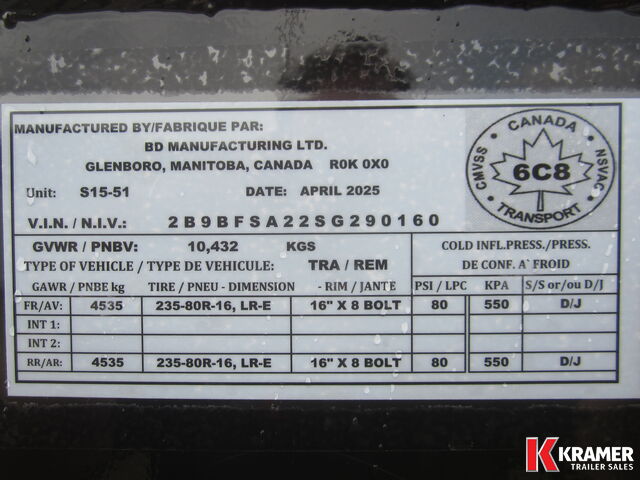 MANUFACTURED BY/FABRIQUE PAR:
BD MANUFACTURING LTD.
GLENBORO, MANITOBA, CANADA R0K 0X0
Unit: S15-51 DATE: APRIL 2025
V.I.N. / N.I.V.: 2B9BFSA22SG290160
CANADA
CMVSS 6C8 NSVAC
TRANSPORT
GVWR / PNBV: 10,432 KGS
COLD INFL.PRESS./PRESS.
TYPE OF VEHICLE / TYPE DE VEHICULE: TRA / REM
DE CONF. A` FROID
GAWR / PNBE kg TIRE / PNEU - DIMENSION - RIM / JANTE PSI / LPC KPA S/S or/ou D/J
FR/AV: 4535 235-80R-16, LR-E 16" X 8 BOLT 80 550 D/J
INT 1:
INT 2:
RR/AR: 4535 235-80R-16, LR-E 16" X 8 BOLT 80 550 D/J
K KRAMER
TRAILER SALES